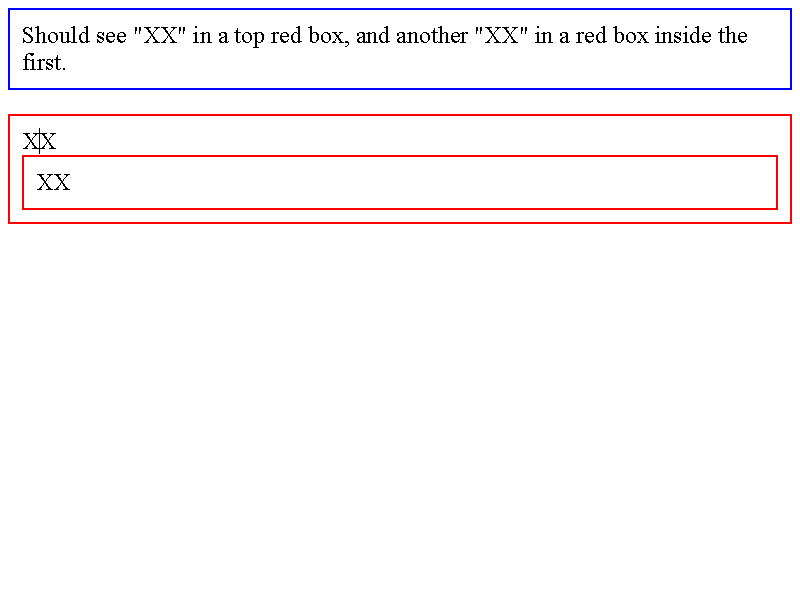 Should see "XX" in a top red box, and another "XX" in a red box inside the
first.
XX
XX